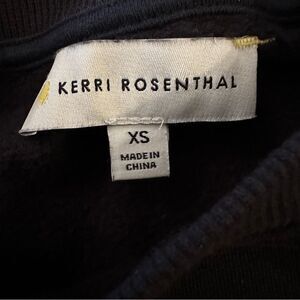 KERRI ROSENTHAL
XS
MADE IN
CHINA